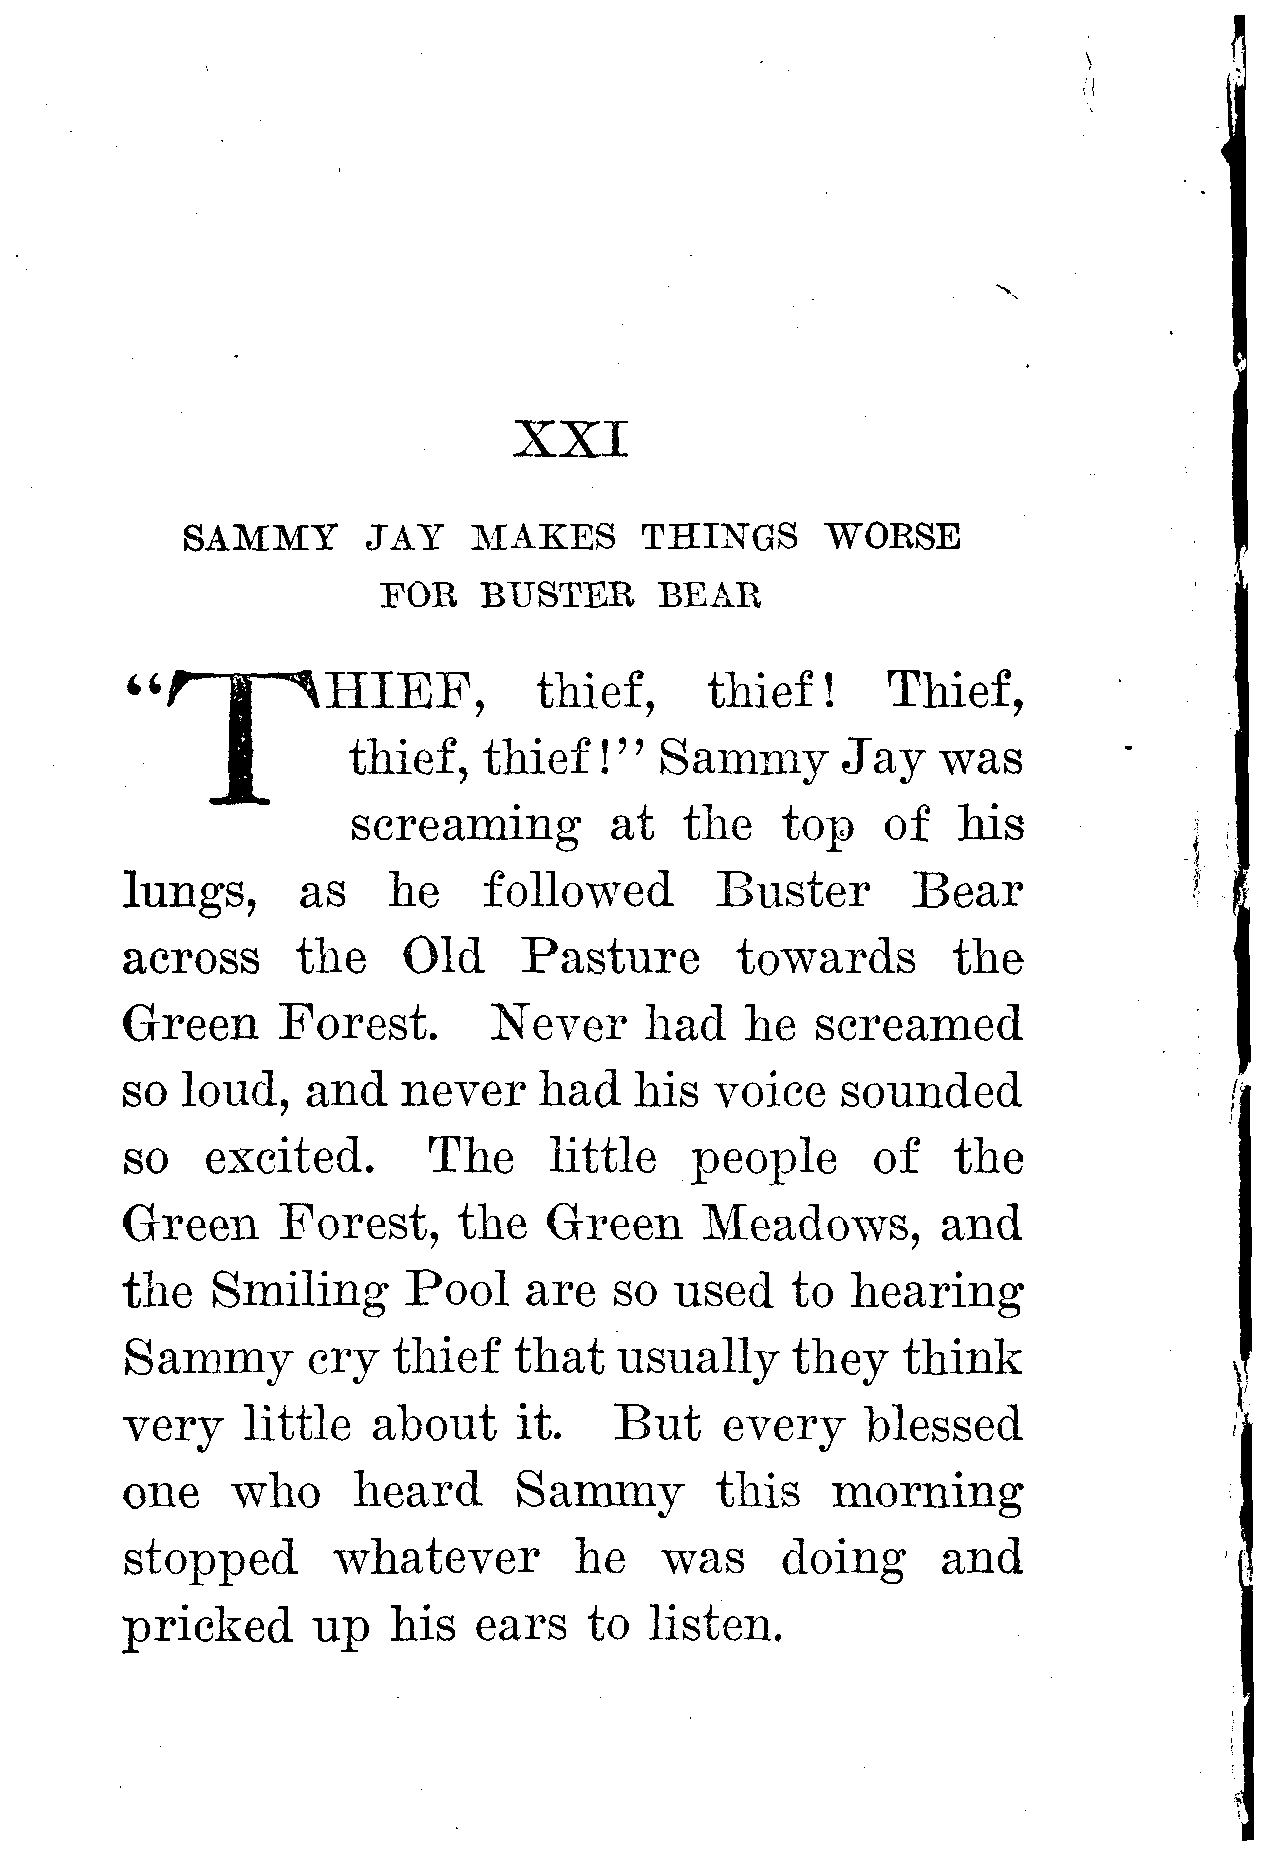 XXI
SAMMY JAY MAKES THINGS WORSE
FOR BUSTER BEAR
“THIEF, thief, thief! Thief,
thief, thief!” Sammy Jay was
screaming at the top of his
lungs, as he followed Buster Bear
across the Old Pasture towards the
Green Forest. Never had he screamed
so loud, and never had his voice sounded
so excited. The little people of the
Green Forest, the Green Meadows, and
the Smiling Pool are so used to hearing
Sammy cry thief that usually they think
very little about it. But every blessed
one who heard Sammy this morning
stopped whatever he was doing and
pricked up his ears to listen.